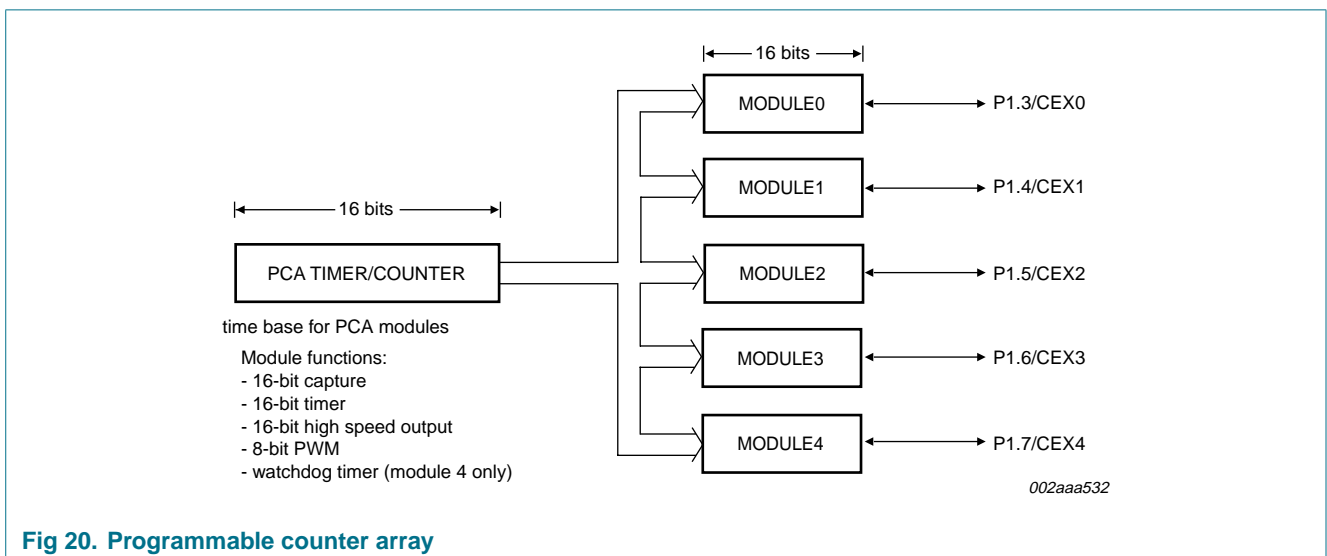 16 bits
MODULE0
P1.3/CEX0
MODULE1
P1.4/CEX1
16 bits
PCA TIMER/COUNTER
MODULE2
P1.5/CEX2
time base for PCA modules
Module functions:
- 16-bit capture
- 16-bit timer
- 16-bit high speed output
- 8-bit PWM
- watchdog timer (module 4 only)
MODULE3
P1.6/CEX3
MODULE4
P1.7/CEX4
002aaa532
Fig 20. Programmable counter array